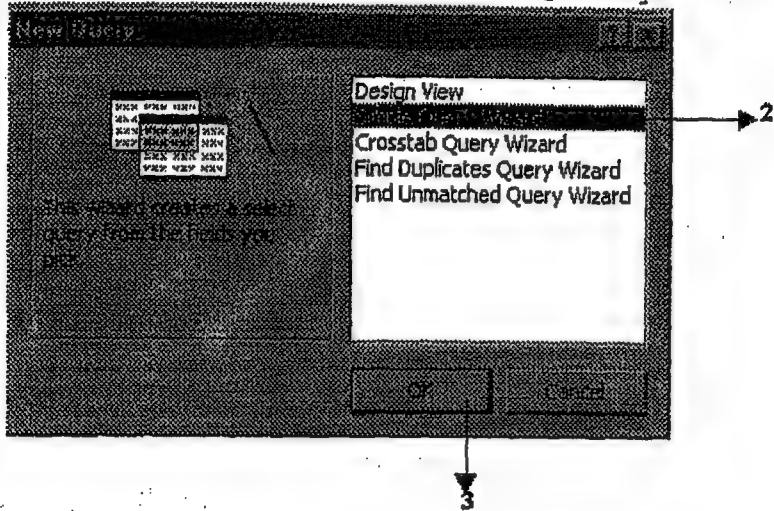 New Query
Design View
Simple Query Wizard
Crosstab Query Wizard
Find Duplicates Query Wizard
Find Unmatched Query Wizard
This wizard creates a select
query from the fields you
pick.
OK
Cancel
2
3